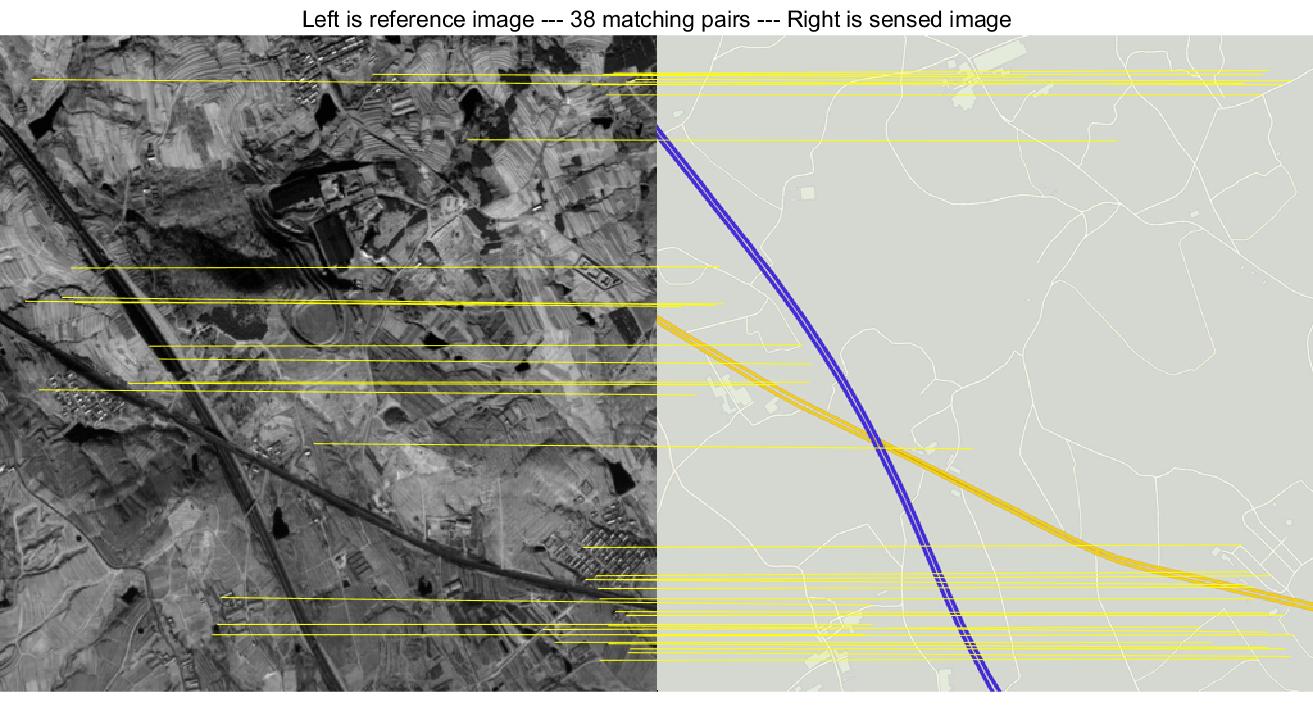 Left is reference image --- 38 matching pairs --- Right is sensed image